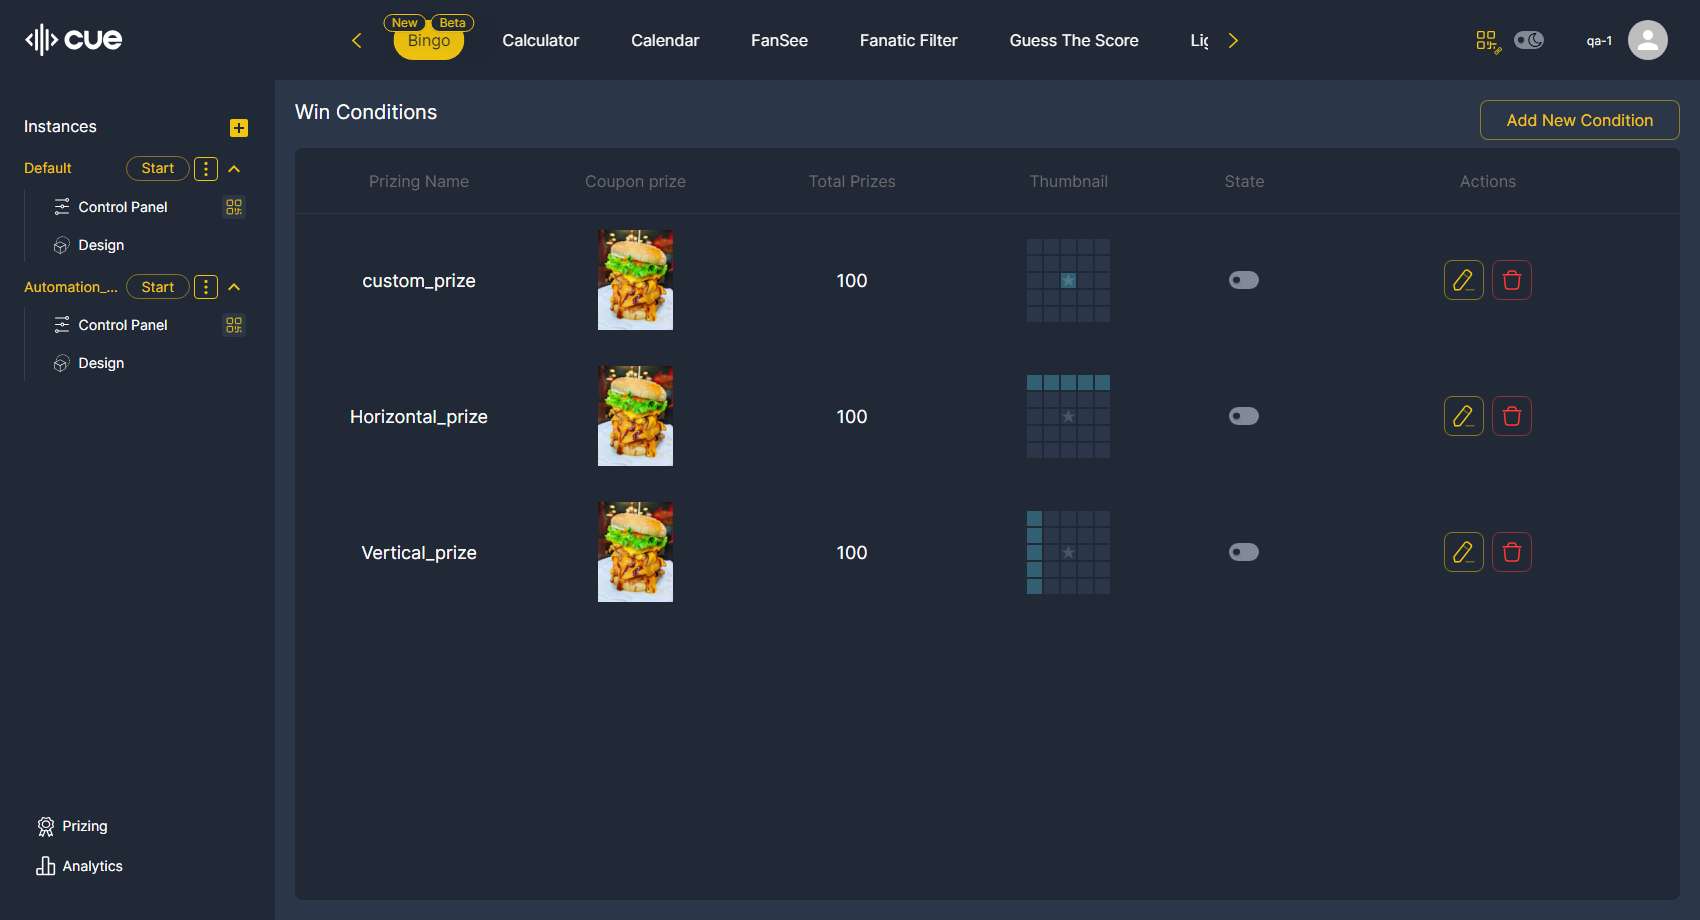 cue
New Beta
Bingo Calculator Calendar FanSee Fanatic Filter Guess The Score
qa-1
Instances
Default Start
Control Panel
Design
Automation_... Start
Control Panel
Design
Prizing
Analytics
Win Conditions
Add New Condition
Prizing Name Coupon prize Total Prizes Thumbnail State Actions
custom_prize 100
Horizontal_prize 100
Vertical_prize 100